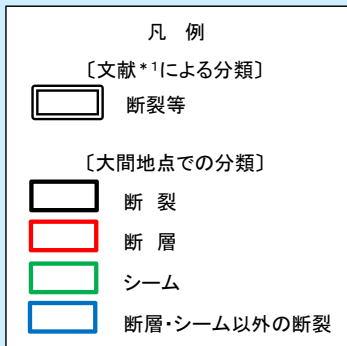 凡 例
〔文献*1による分類〕
断裂等
〔大間地点での分類〕
断 裂
断 層
シーム
断層・シーム以外の断裂